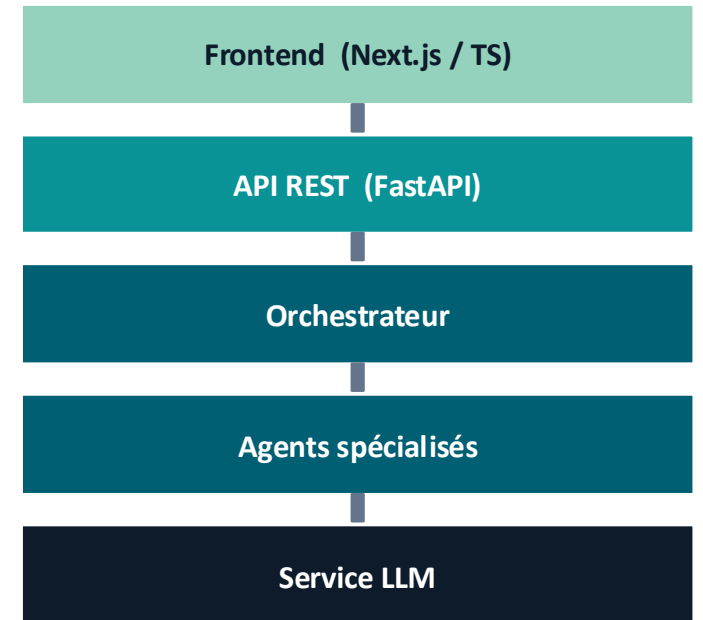 Frontend (Next.js / TS)
API REST (FastAPI)
Orchestrateur
Agents spécialisés
Service LLM